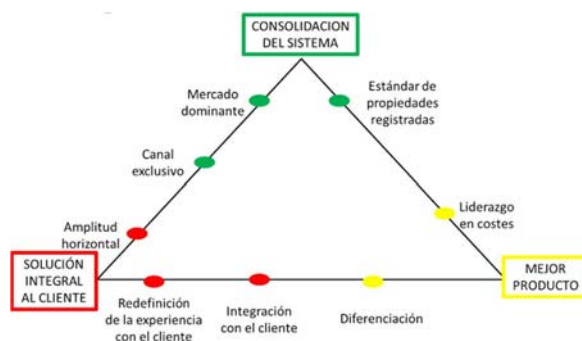 CONSOLIDACION
DEL SISTEMA
Mercado
dominante
Estándar de
propiedades
registradas
Canal
exclusivo
Amplitud
horizontal
Liderazgo
en costes
SOLUCIÓN
INTEGRAL
AL CLIENTE
MEJOR
PRODUCTO
Redefinición
de la experiencia
con el cliente
Integración
con el cliente
Diferenciación